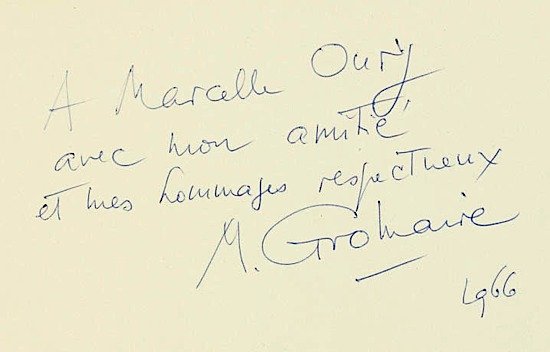 A Marcelle Oury
avec mon amitié
et mes hommages respectueux
M. Gromaire
1966